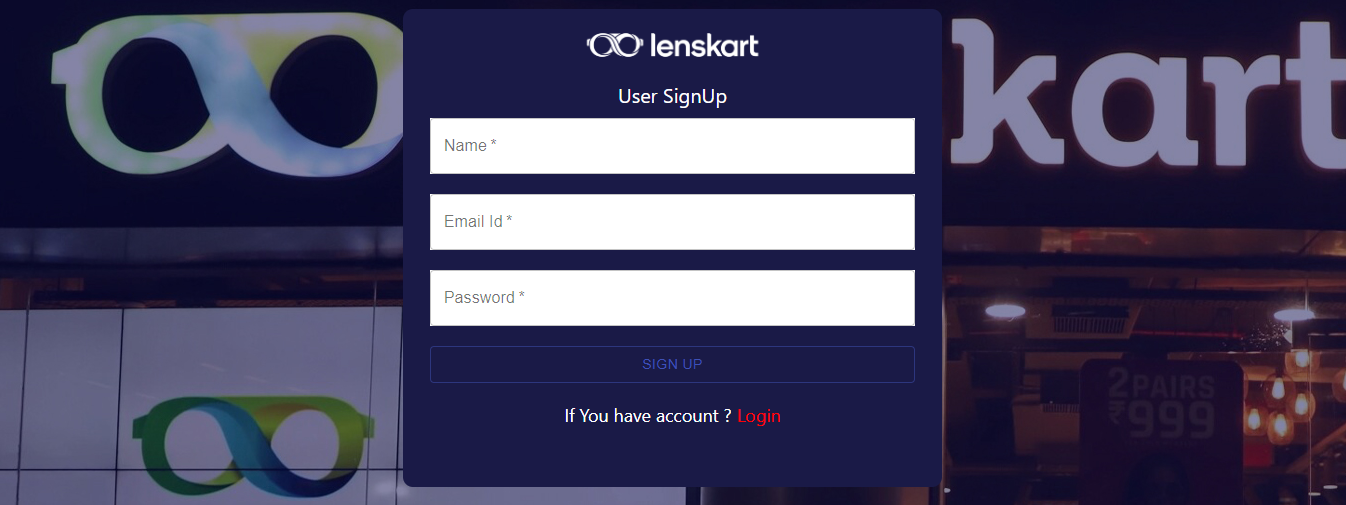 lenskart
User SignUp
Name *
Email Id *
Password *
SIGN UP
If You have account ? Login
kart
2 PAIRS
₹999